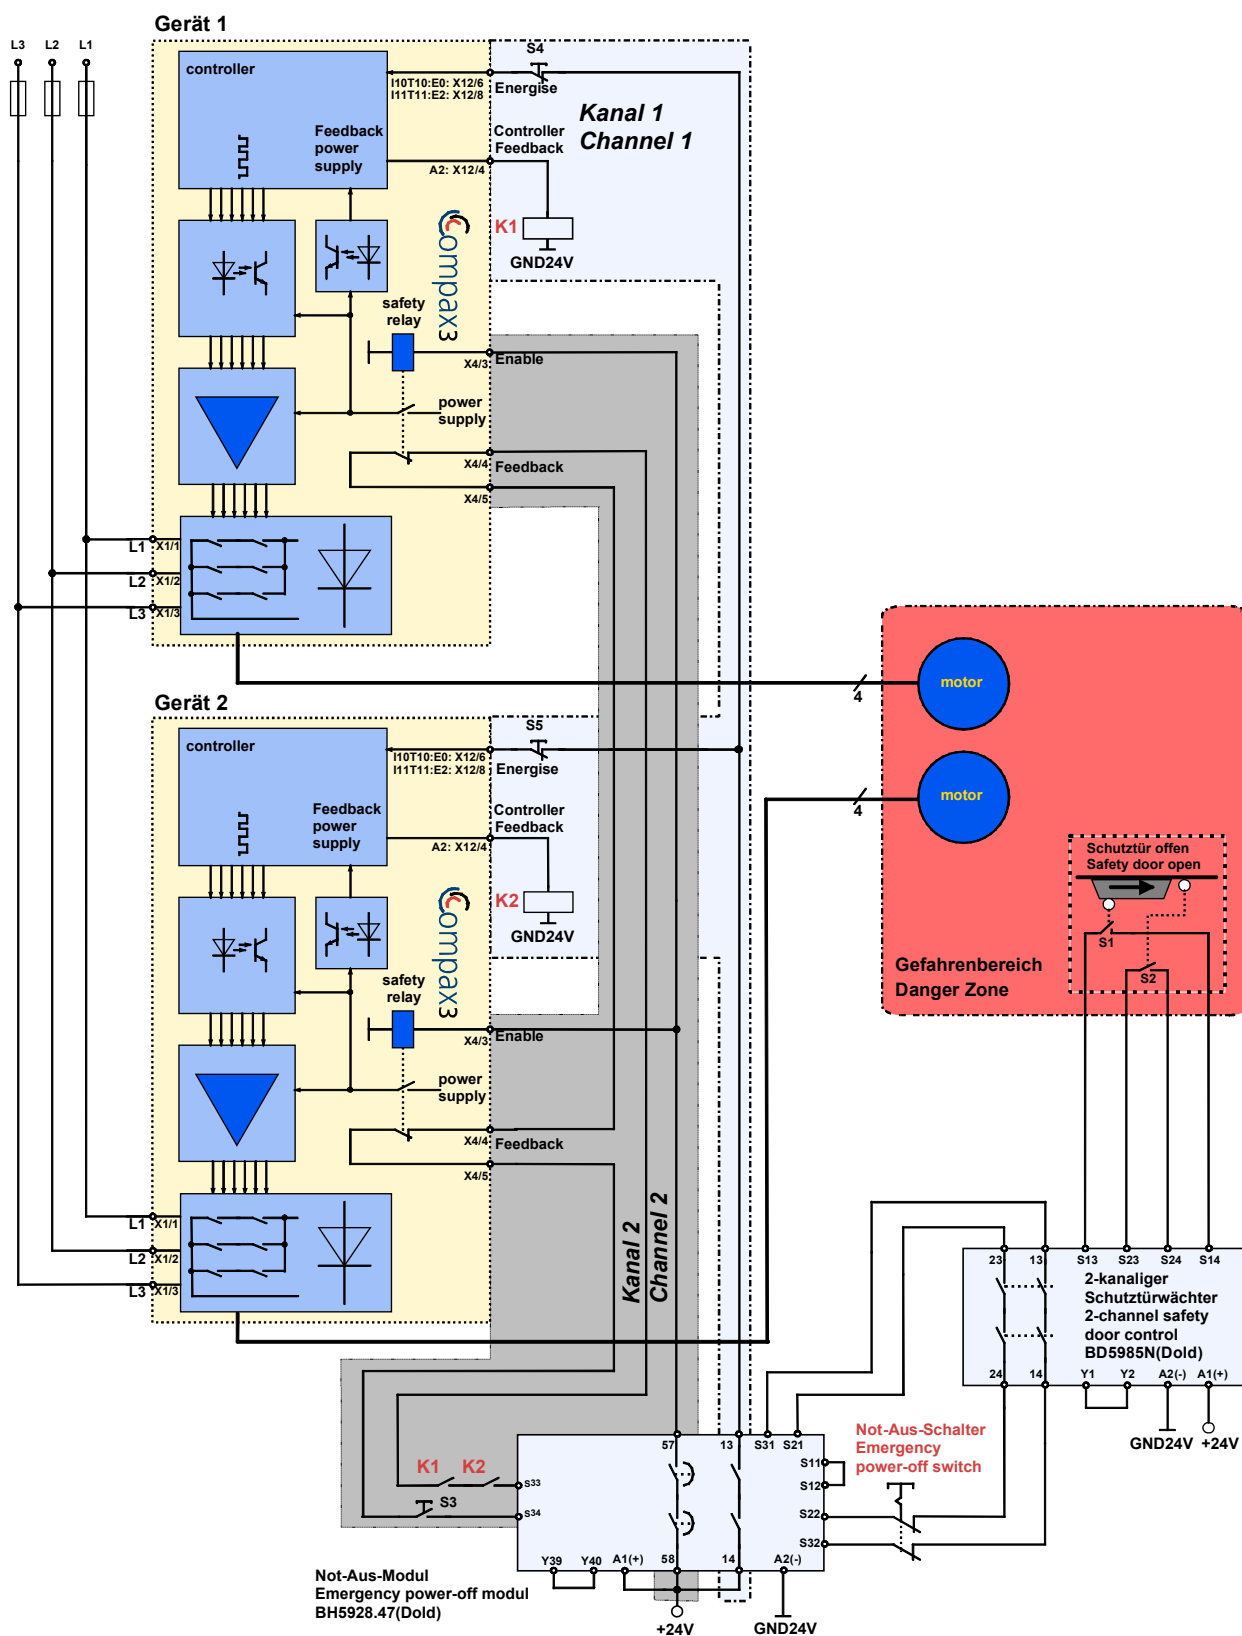 Gerät 1
L3
L2
L1
controller
Feedback
power
supply
I10T10:E0: X12/6
I11T11:E2: X12/8
S4
Energise
Kanal 1
Channel 1
Controller
Feedback
A2: X12/4
K1
GND24V
Compax3
safety
relay
X4/3
Enable
power
supply
X4/4
Feedback
X4/5
L1
X1/1
L2
X1/2
L3
X1/3
motor
4
Gerät 2
controller
Feedback
power
supply
I10T10:E0: X12/6
I11T11:E2: X12/8
S5
Energise
Controller
Feedback
A2: X12/4
K2
GND24V
Compax3
safety
relay
X4/3
Enable
power
supply
X4/4
Feedback
X4/5
L1
X1/1
L2
X1/2
L3
X1/3
motor
4
Schutztür offen
Safety door open
S1
S2
Gefahrenbereich
Danger Zone
Kanal 2
Channel 2
23
13
S13
S23
S24
S14
2-kanaliger
Schutztürwächter
2-channel safety
door control
BD5985N(Dold)
24
14
Y1
Y2
A2(-)
A1(+)
GND24V
+24V
Not-Aus-Schalter
Emergency
power-off switch
57
13
S31
S21
S11
S12
S22
S32
K1
K2
S33
S3
S34
Y39
Y40
A1(+)
58
14
A2(-)
+24V
GND24V
Not-Aus-Modul
Emergency power-off modul
BH5928.47(Dold)